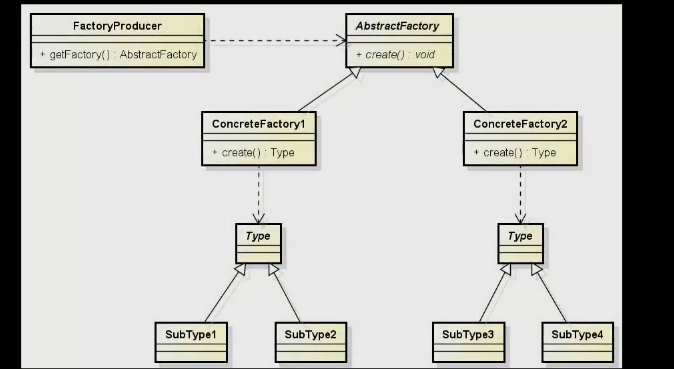 FactoryProducer
+ getFactory() : AbstractFactory
AbstractFactory
+ create() : void
ConcreteFactory1
+ create() : Type
ConcreteFactory2
+ create() : Type
Type
Type
SubType1
SubType2
SubType3
SubType4